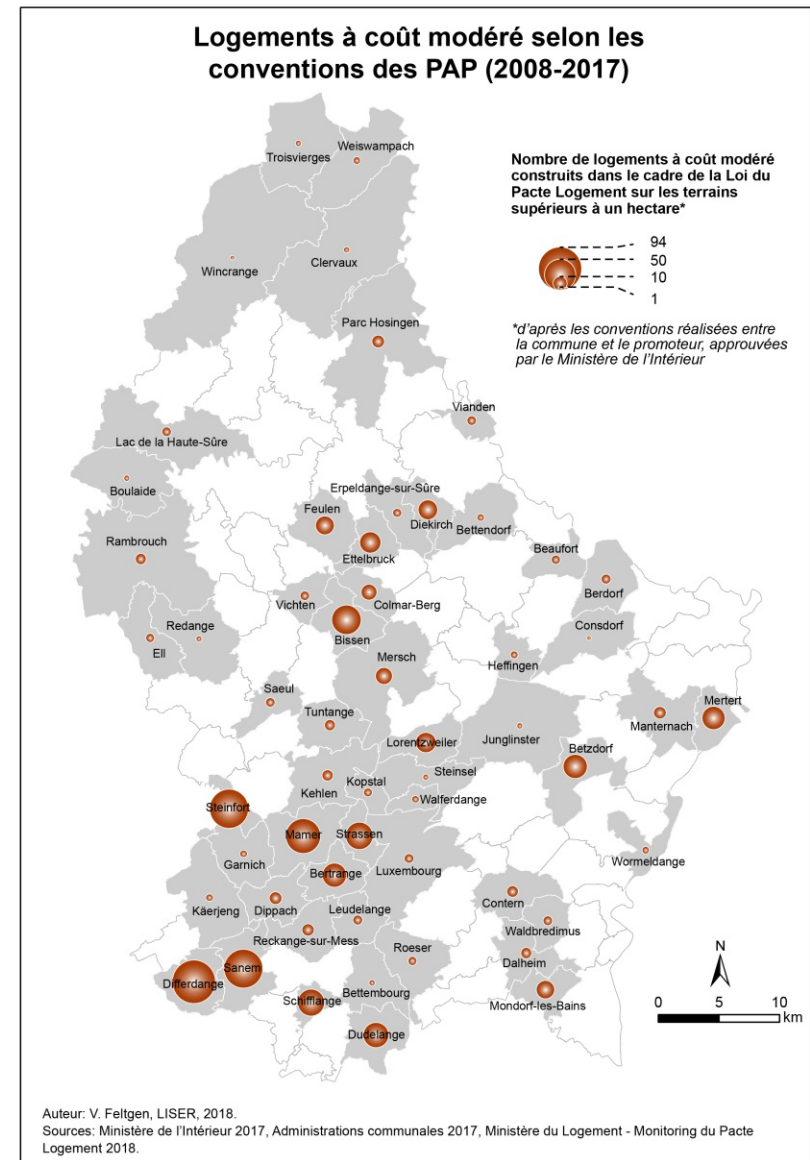 Logements à coût modéré selon les
conventions des PAP (2008-2017)
Troisvierges
Weiswampach
Nombre de logements à coût modéré
construits dans le cadre de la Loi du
Pacte Logement sur les terrains
supérieurs à un hectare*
94
50
10
1
*d'après les conventions réalisées entre
la commune et le promoteur, approuvées
par le Ministère de l'Intérieur
Wincrange
Clervaux
Parc Hosingen
Vianden
Lac de la Haute-Sûre
Boulaide
Erpeldange-sur-Sûre
Feulen
Diekirch
Bettendorf
Rambrouch
Ettelbruck
Beaufort
Berdorf
Vichten
Colmar-Berg
Redange
Ell
Bissen
Consdorf
Mersch
Heffingen
Saeul
Tuntange
Mertert
Manternach
Lorentzweiler
Junglinster
Betzdorf
Kehlen
Kopstal
Steinsel
Walferdange
Steinfort
Mamer
Strassen
Garnich
Luxembourg
Wormeldange
Bertrange
Käerjeng
Dippach
Leudelange
Contern
Reckange-sur-Mess
Waldbredimus
Roeser
Dalheim
Sanem
Differdange
Bettembourg
Schifflange
Mondorf-les-Bains
Dudelange
N
0 5 10
km
Auteur: V. Feltgen, LISER, 2018.
Sources: Ministère de l'Intérieur 2017, Administrations communales 2017, Ministère du Logement - Monitoring du Pacte
Logement 2018.